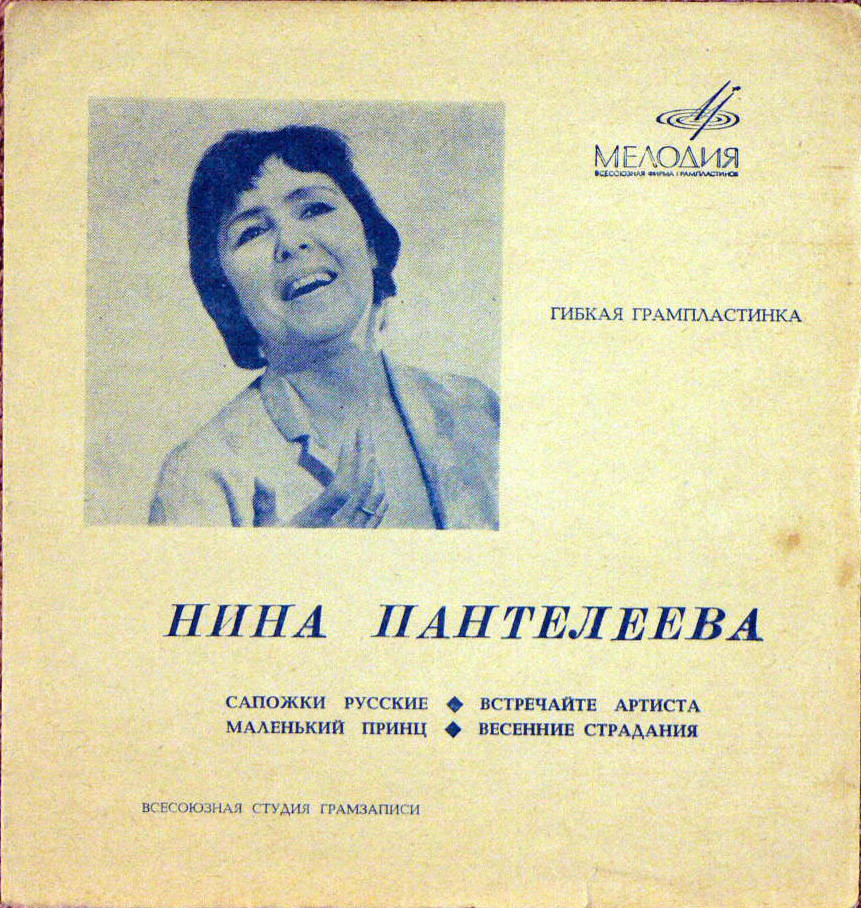 МЕЛОДИЯ
ВСЕСОЮЗНАЯ ФИРМА ГРАМПЛАСТИНОК
ГИБКАЯ ГРАМПЛАСТИНКА
НИНА ПАНТЕЛЕЕВА
САПОЖКИ РУССКИЕ ◆ ВСТРЕЧАЙТЕ АРТИСТА
МАЛЕНЬКИЙ ПРИНЦ ◆ ВЕСЕННИЕ СТРАДАНИЯ
ВСЕСОЮЗНАЯ СТУДИЯ ГРАМЗАПИСИ